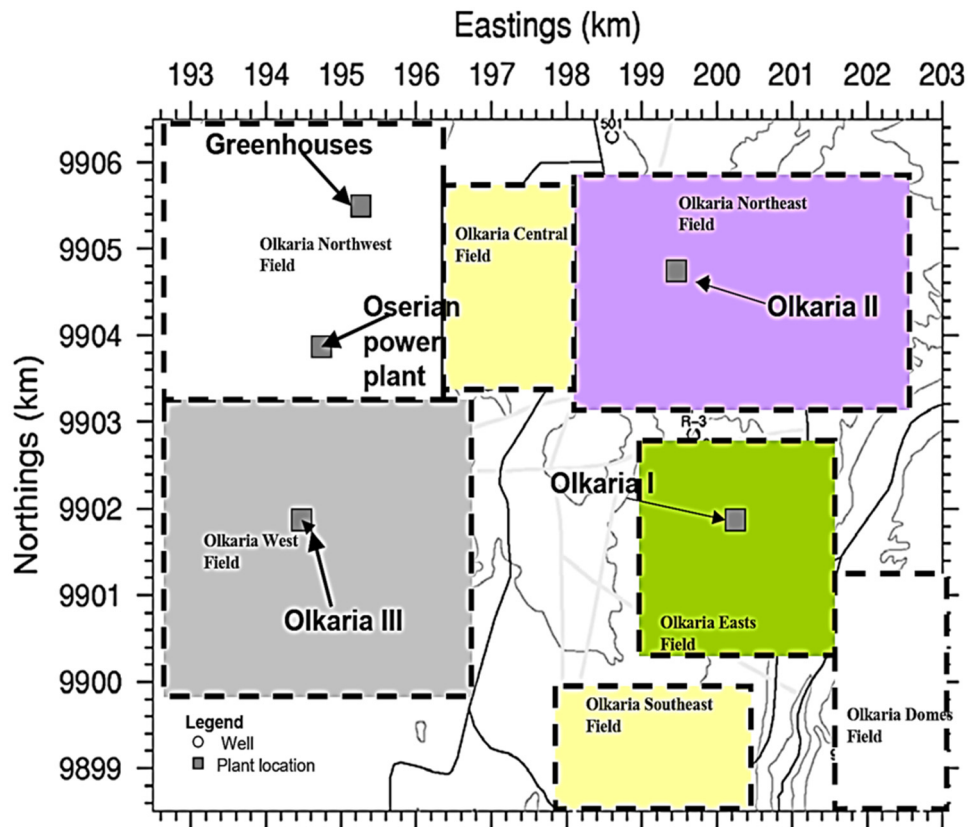 Eastings (km)
193 194 195 196 197 198 199 200 201 202 203
Northings (km)
9906
9905
9904
9903
9902
9901
9900
9899
501
Greenhouses
Olkaria Northwest
Field
Oserian
power
plant
Olkaria Central
Field
Olkaria Northeast
Field
Olkaria II
R-3
Olkaria I
Olkaria West
Field
Olkaria III
Olkaria Easts
Field
Olkaria Southeast
Field
Olkaria Domes
Field
Legend
Well
Plant location